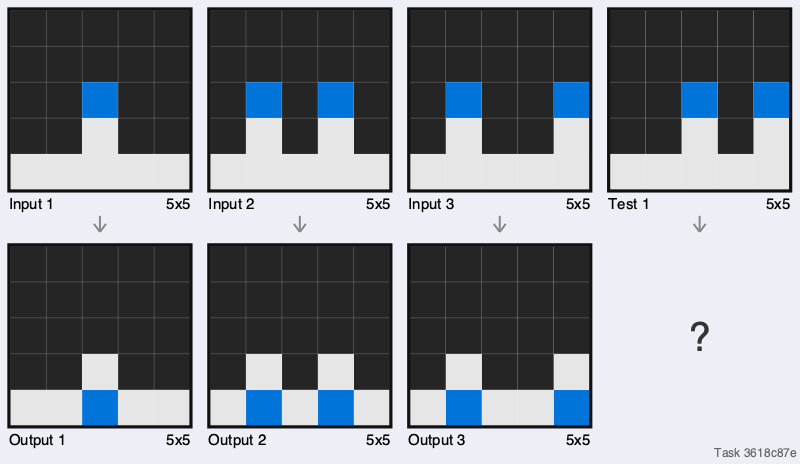 Input 1 5x5 Input 2 5x5 Input 3 5x5 Test 1 5x5
?
Output 1 5x5 Output 2 5x5 Output 3 5x5
Task 3618c87e